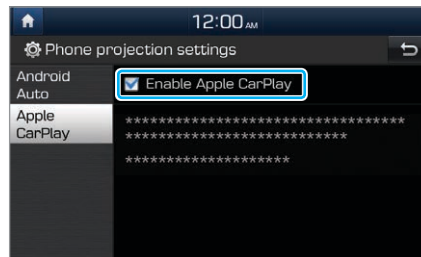 12:00 AM
Phone projection settings
Android
Auto
Enable Apple CarPlay
Apple
CarPlay
**********************************
***************************
********************